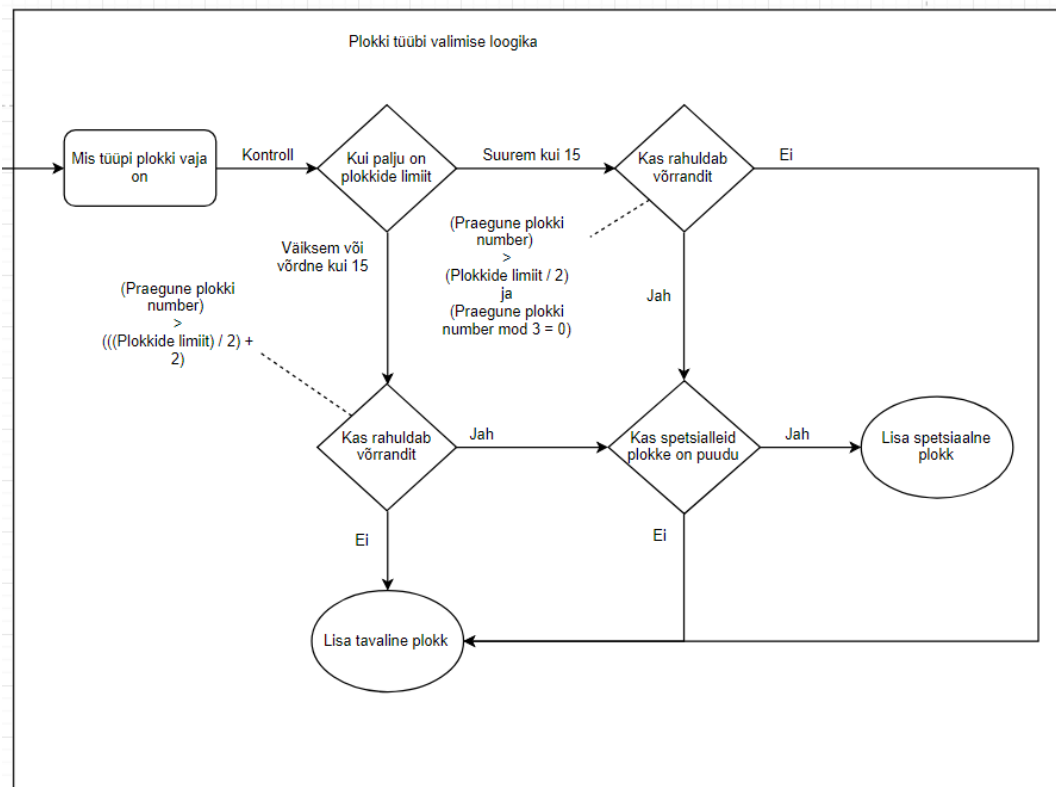 Plokki tüübi valimise loogika
Mis tüüpi plokki vaja
on
Kontroll
Kui palju on
plokkide limiit
Suurem kui 15
Kas rahuldab
võrrandit
Ei
Väiksem või
võrdne kui 15
(Praegune plokki
number)
>
(Plokkide limiit / 2)
ja
(Praegune plokki
number mod 3 = 0)
Jah
(Praegune plokki
number)
>
(((Plokkide limiit) / 2) +
2)
Kas rahuldab
võrrandit
Jah
Kas spetsialleid
plokke on puudu
Jah
Lisa spetsiaalne
plokk
Ei
Ei
Lisa tavaline plokk